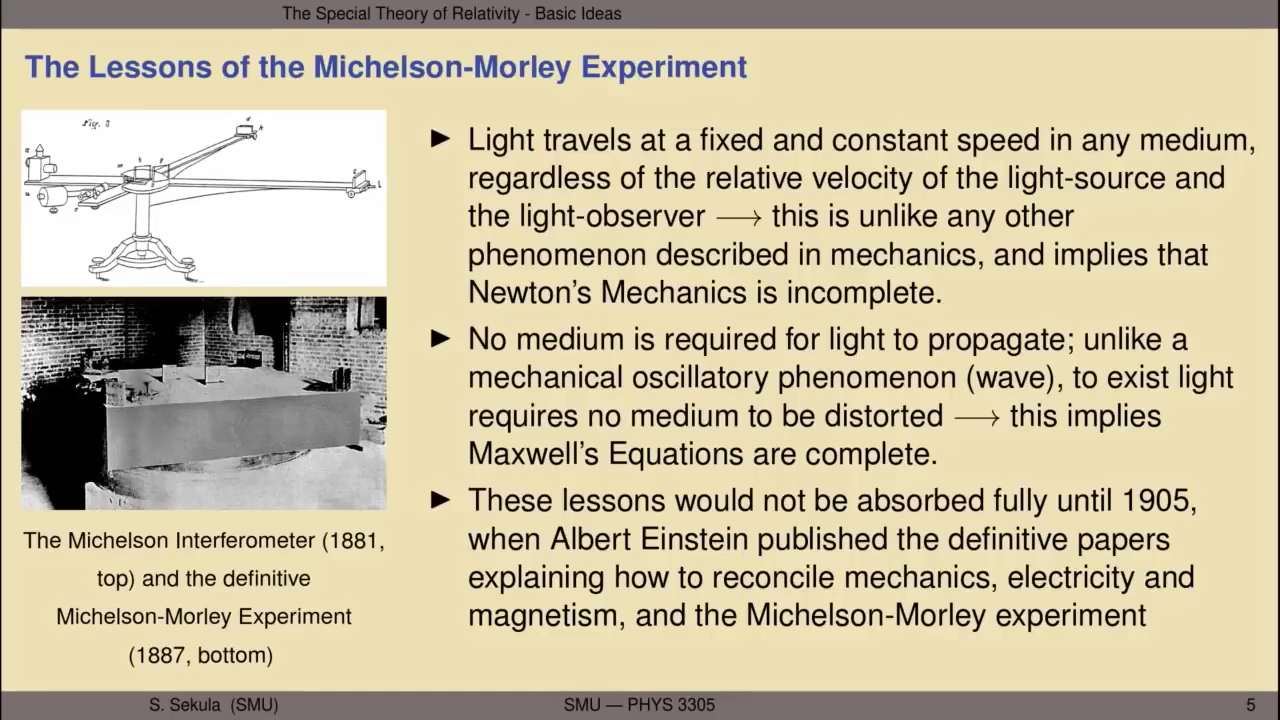 The Special Theory of Relativity - Basic Ideas
The Lessons of the Michelson-Morley Experiment
Fig. 3
The Michelson Interferometer (1881,
top) and the definitive
Michelson-Morley Experiment
(1887, bottom)
▶ Light travels at a fixed and constant speed in any medium,
regardless of the relative velocity of the light-source and
the light-observer ⟶ this is unlike any other
phenomenon described in mechanics, and implies that
Newton's Mechanics is incomplete.
▶ No medium is required for light to propagate; unlike a
mechanical oscillatory phenomenon (wave), to exist light
requires no medium to be distorted ⟶ this implies
Maxwell's Equations are complete.
▶ These lessons would not be absorbed fully until 1905,
when Albert Einstein published the definitive papers
explaining how to reconcile mechanics, electricity and
magnetism, and the Michelson-Morley experiment
S. Sekula (SMU)
SMU — PHYS 3305
5